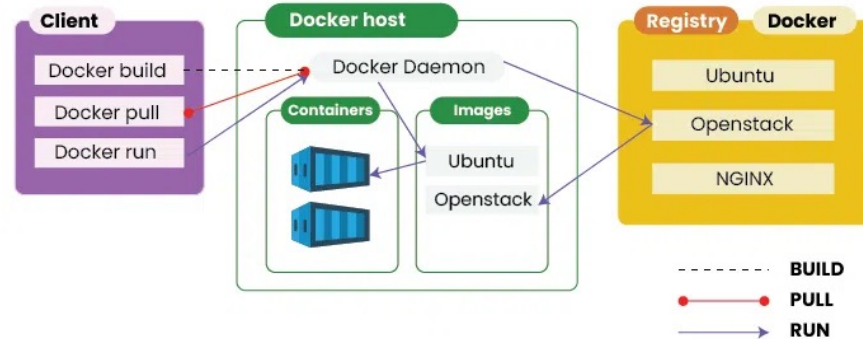 Client
Docker build
Docker pull
Docker run
Docker host
Docker Daemon
Containers
Images
Ubuntu
Openstack
Registry
Docker
Ubuntu
Openstack
NGINX
BUILD
PULL
RUN